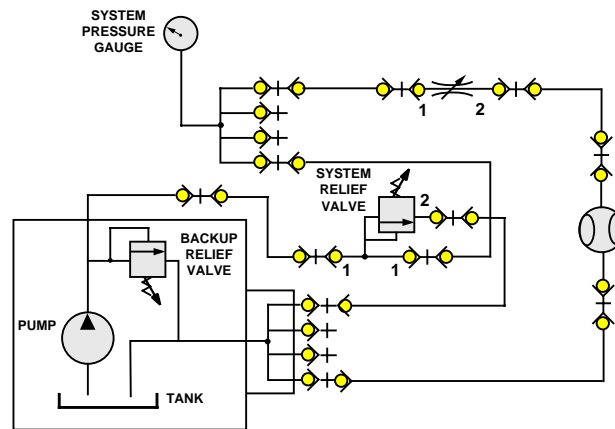 SYSTEM
PRESSURE
GAUGE
1
2
SYSTEM
RELIEF
VALVE
2
BACKUP
RELIEF
VALVE
1
1
PUMP
TANK